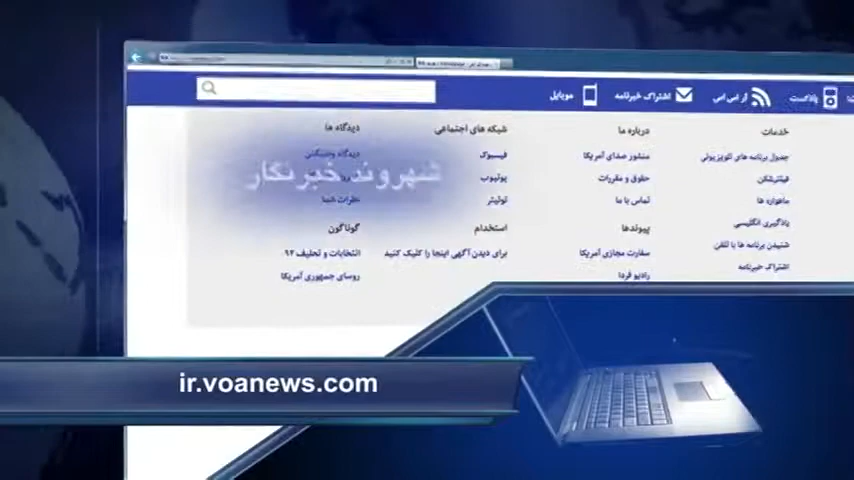 آر اس اس
اشتراک خبرنامه
موبایل
پادکست
خدمات
جدول برنامه های تلویزیونی
فیلترشکن
ماهواره ها
یادگیری انگلیسی
شنیدن برنامه ها با تلفن
اشتراک خبرنامه
درباره ما
منشور صدای آمریکا
حقوق و مقررات
تماس با ما
پیوندها
سفارت مجازی آمریکا
رادیو فردا
شبکه های اجتماعی
فیسبوک
یوتیوب
توئیتر
استخدام
برای دیدن آگهی اینجا را کلیک کنید
دیدگاه ها
دیدگاه واشنگتن
نظرات شما
گوناگون
انتخابات و تحلیف ۹۲
روسای جمهوری آمریکا
شهروند خبرنگار
ir.voanews.com